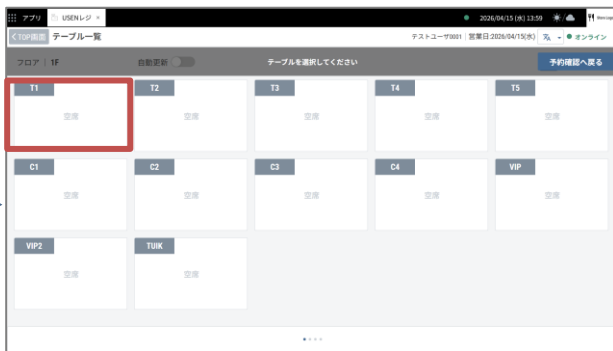 アプリ USENレジ × 2026/04/15 (水) 13:59
<TOP画面 テーブル一覧 テストユーザ0001 営業日:2026/04/15(水) オンライン
フロア | 1F 自動更新 テーブルを選択してください 予約確認へ戻る
T1 T2 T3 T4 T5
空席 空席 空席 空席 空席
C1 C2 C3 C4 VIP
空席 空席 空席 空席 空席
VIP2 TUIK
空席 空席